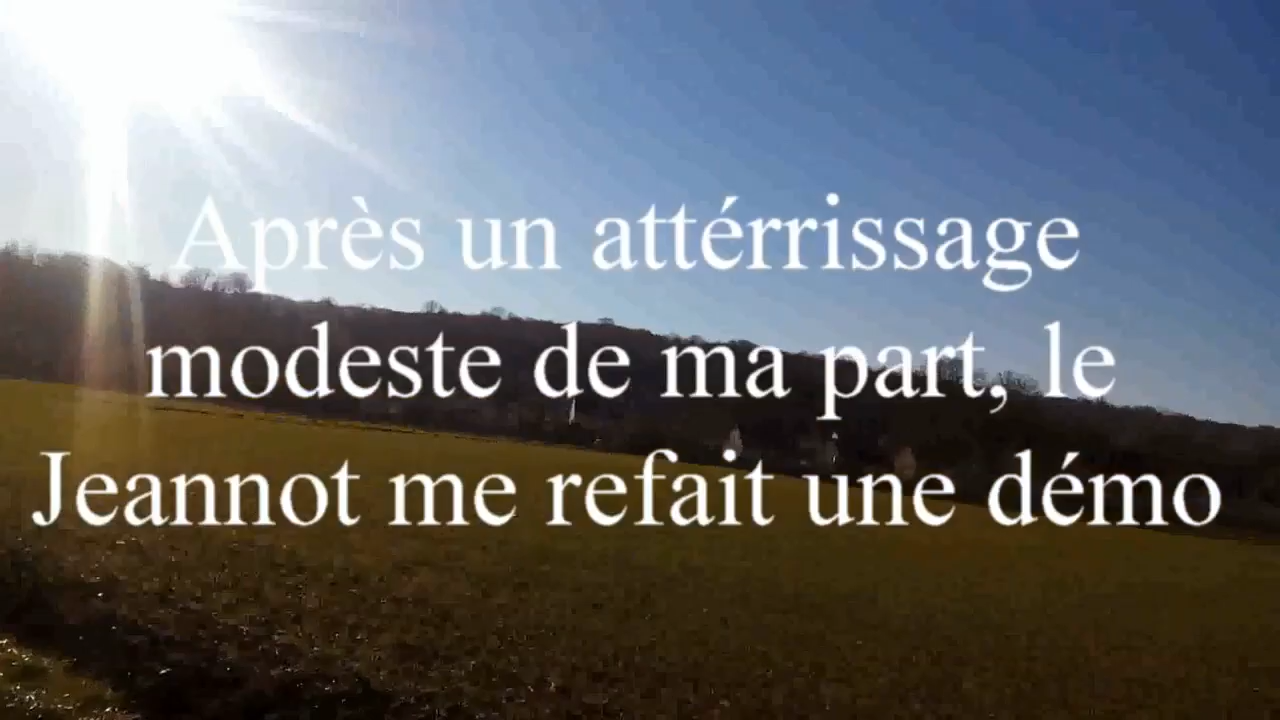 Après un attérrissage
modeste de ma part, le
Jeannot me refait une démo